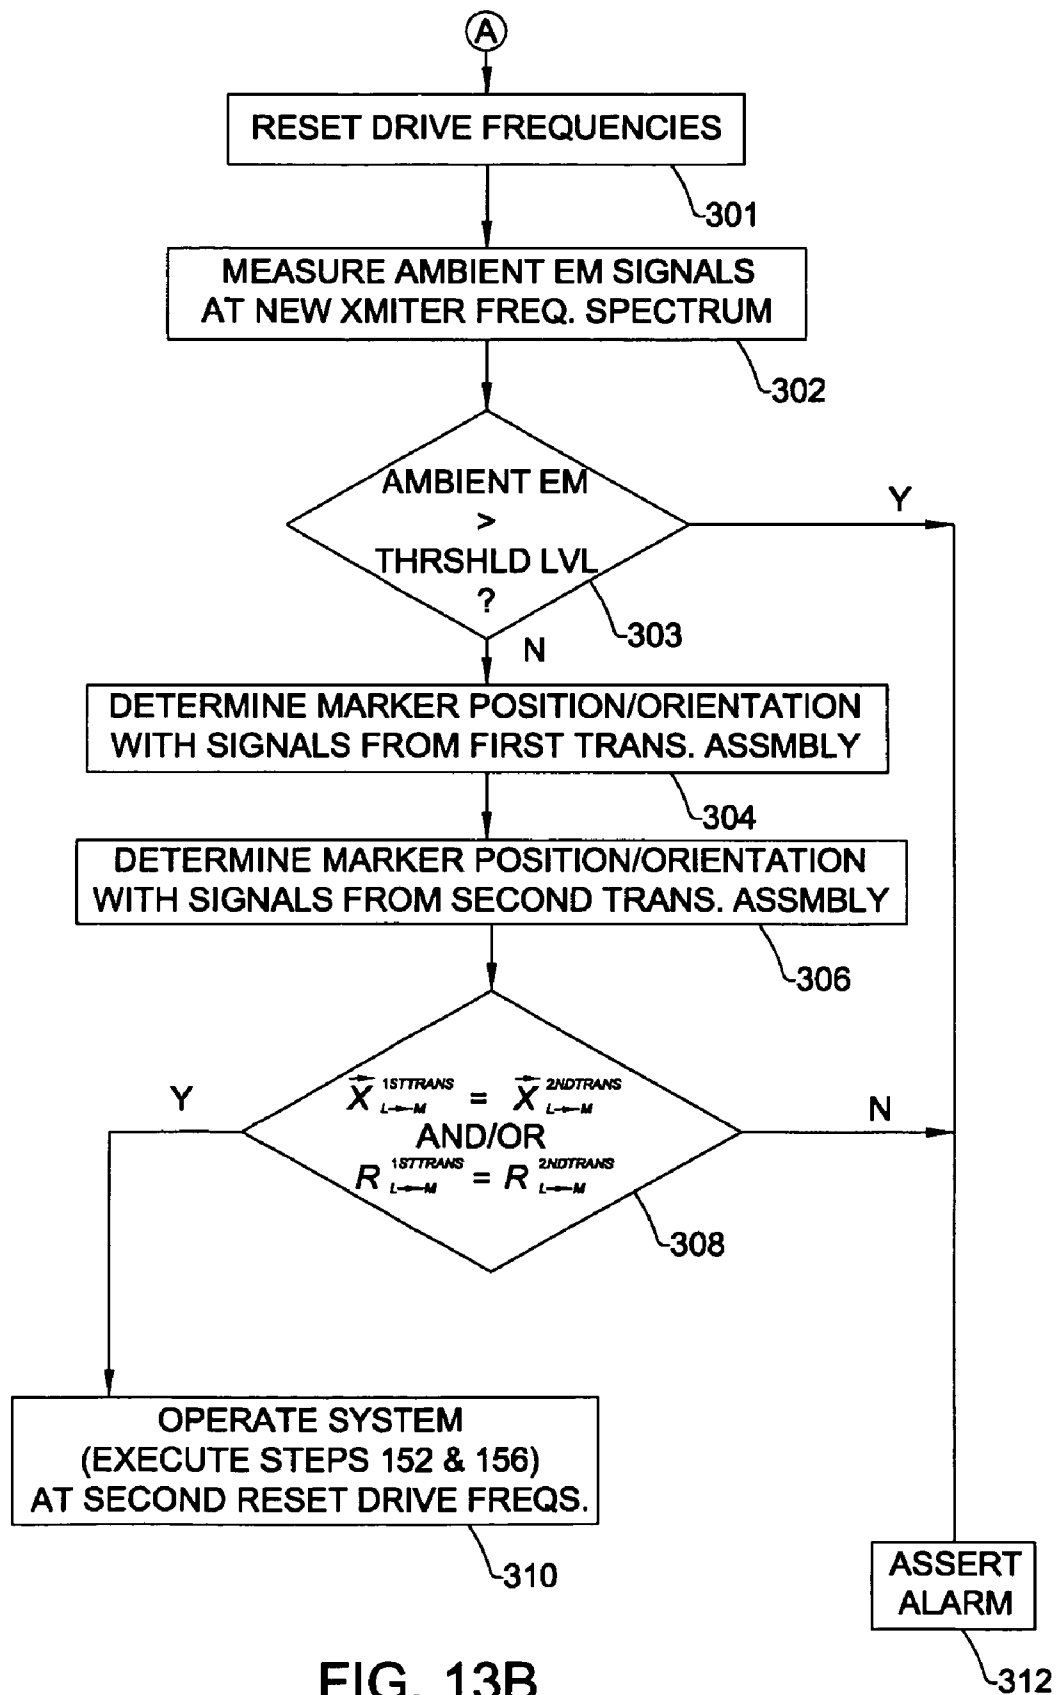 A
RESET DRIVE FREQUENCIES
301
MEASURE AMBIENT EM SIGNALS
AT NEW XMITER FREQ. SPECTRUM
302
AMBIENT EM
>
THRSHLD LVL
?
Y
303
N
DETERMINE MARKER POSITION/ORIENTATION
WITH SIGNALS FROM FIRST TRANS. ASSMBLY
304
DETERMINE MARKER POSITION/ORIENTATION
WITH SIGNALS FROM SECOND TRANS. ASSMBLY
306
Y
X⃗ 1STTRANS L→M = X⃗ 2NDTRANS L→M
AND/OR
R 1STTRANS L→M = R 2NDTRANS L→M
N
308
OPERATE SYSTEM
(EXECUTE STEPS 152 & 156)
AT SECOND RESET DRIVE FREQS.
310
ASSERT
ALARM
312
FIG. 13B